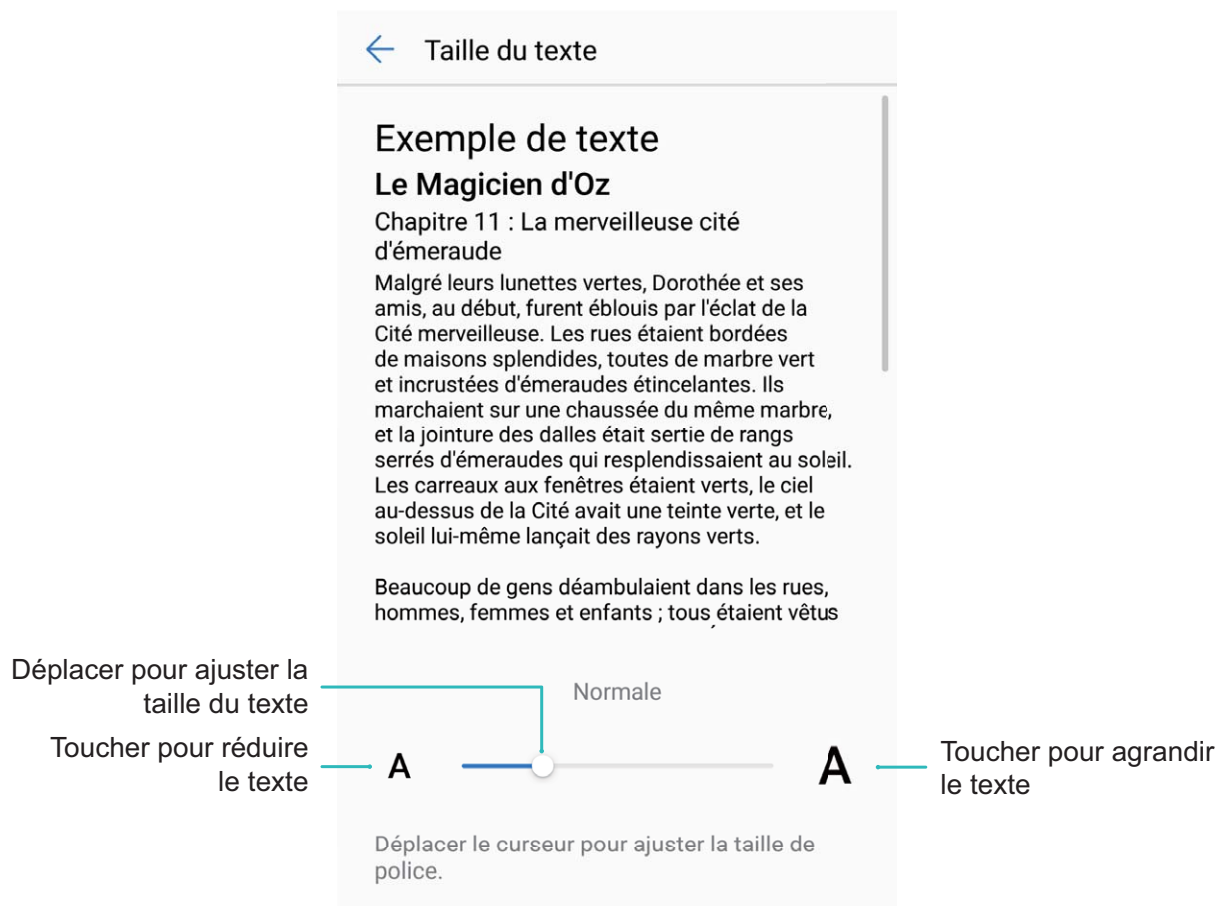 Taille du texte
Exemple de texte
Le Magicien d'Oz
Chapitre 11 : La merveilleuse cité
d'émeraude
Malgré leurs lunettes vertes, Dorothée et ses
amis, au début, furent éblouis par l'éclat de la
Cité merveilleuse. Les rues étaient bordées
de maisons splendides, toutes de marbre vert
et incrustées d'émeraudes étincelantes. Ils
marchaient sur une chaussée du même marbre,
et la jointure des dalles était sertie de rangs
serrés d'émeraudes qui resplendissaient au soleil.
Les carreaux aux fenêtres étaient verts, le ciel
au-dessus de la Cité avait une teinte verte, et le
soleil lui-même lançait des rayons verts.
Beaucoup de gens déambulaient dans les rues,
hommes, femmes et enfants ; tous étaient vêtus
Déplacer pour ajuster la
taille du texte
Normale
Toucher pour réduire
le texte
A
A
Toucher pour agrandir
le texte
Déplacer le curseur pour ajuster la taille de
police.